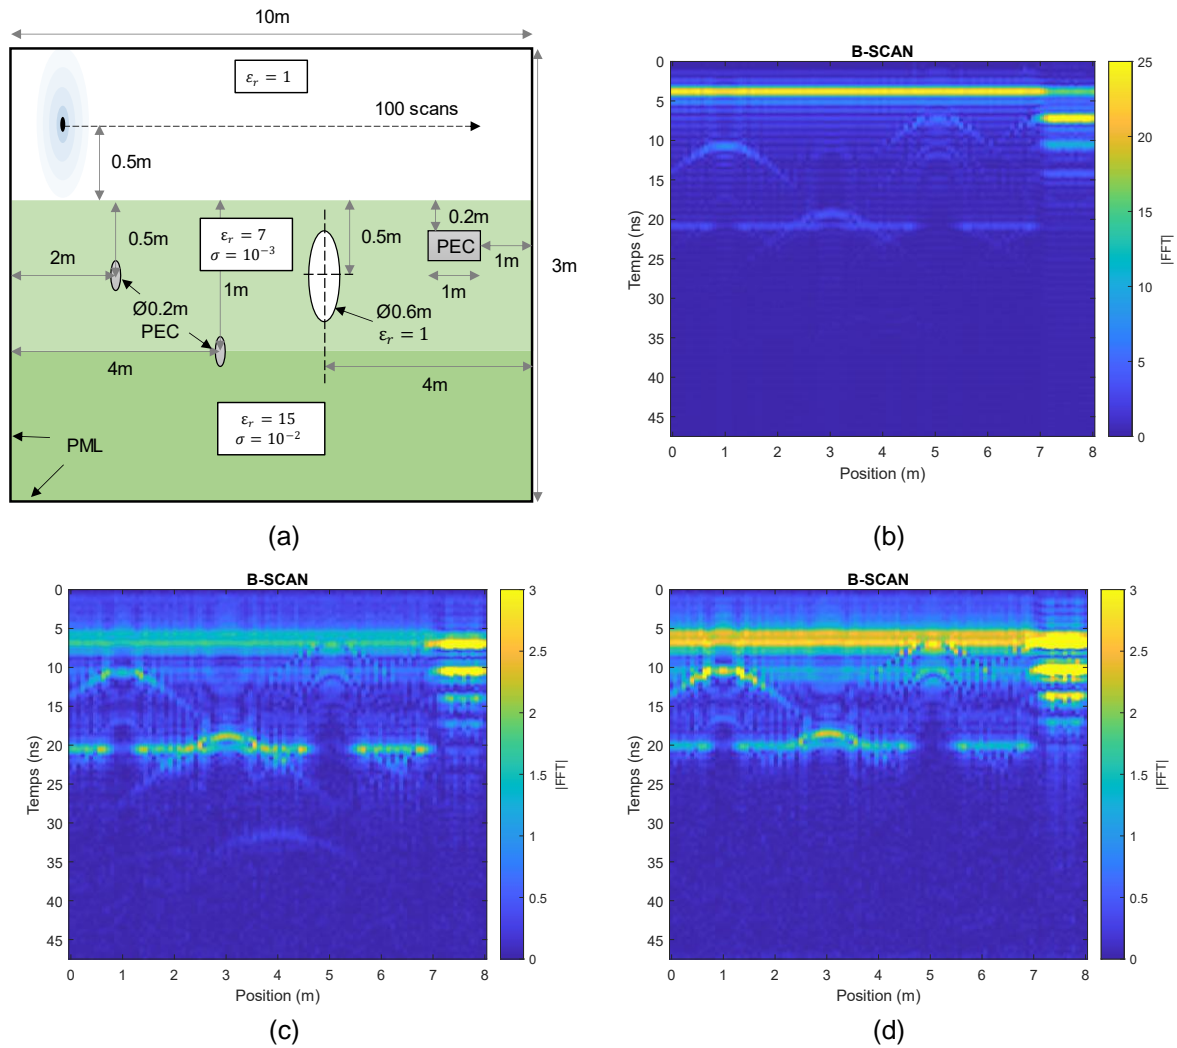 10m
εᵣ = 1
100 scans
0.5m
0.2m
εᵣ = 7
σ = 10⁻³
0.5m
0.5m
PEC
2m
1m
1m
1m
3m
Ø0.2m
PEC
Ø0.6m
εᵣ = 1
4m
4m
εᵣ = 15
σ = 10⁻²
PML
(a)
B-SCAN
Temps (ns)
0
5
10
15
20
25
30
35
40
45
0 1 2 3 4 5 6 7 8
Position (m)
25
20
15
10
5
0
|FFT|
(b)
B-SCAN
Temps (ns)
0
5
10
15
20
25
30
35
40
45
0 1 2 3 4 5 6 7 8
Position (m)
3
2.5
2
1.5
1
0.5
0
|FFT|
(c)
B-SCAN
Temps (ns)
0
5
10
15
20
25
30
35
40
45
0 1 2 3 4 5 6 7 8
Position (m)
3
2.5
2
1.5
1
0.5
0
|FFT|
(d)